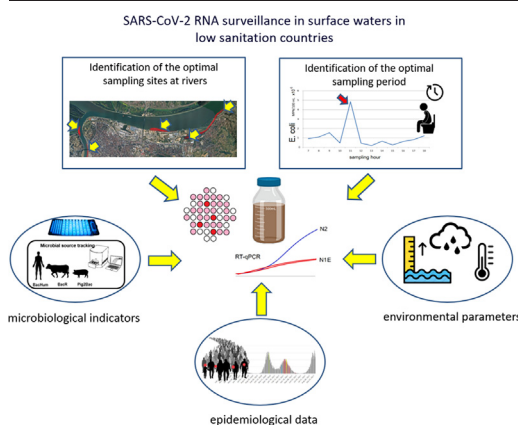 SARS-CoV-2 RNA surveillance in surface waters in
low sanitation countries
Identification of the optimal
sampling sites at rivers
Identification of the optimal
sampling period
E. coli
sampling hour
Microbial source tracking
BacHum
BacR
Pig2Bac
RT-qPCR
N2
N1E
microbiological indicators
environmental parameters
epidemiological data